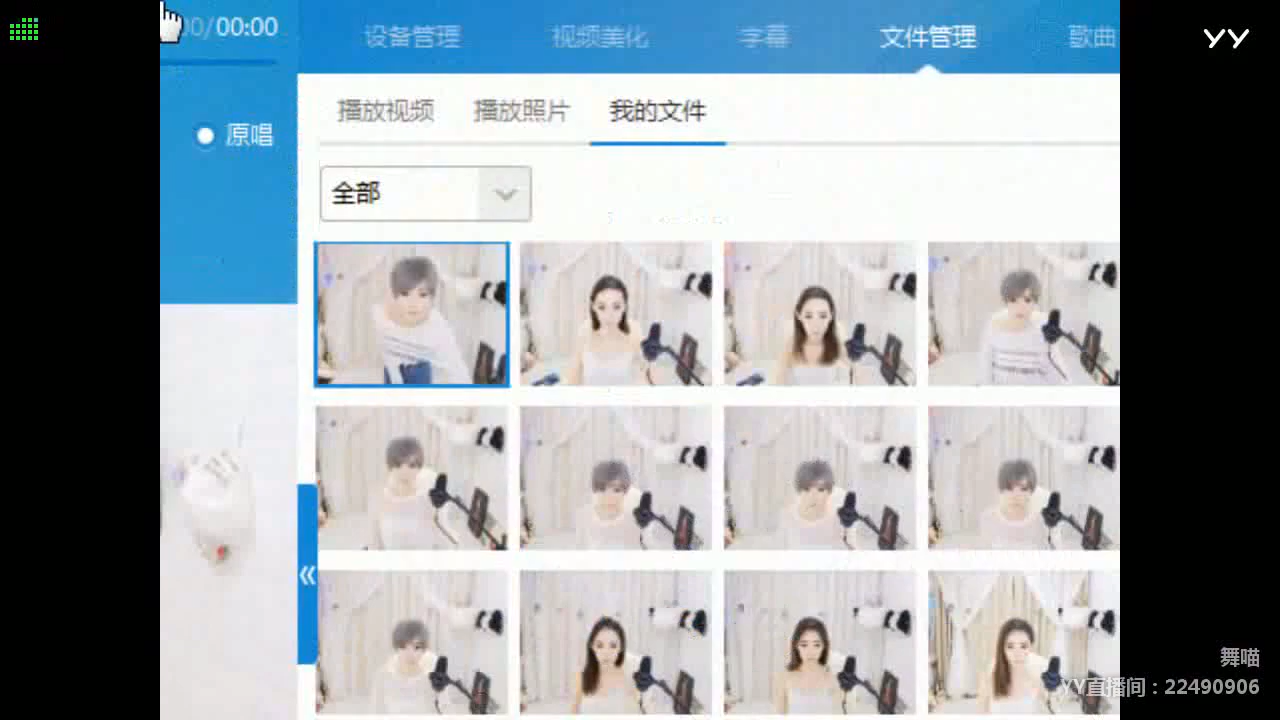 /00:00
设备管理
视频美化
字幕
文件管理
歌曲
YY
播放视频
播放照片
我的文件
原唱
全部
舞喵
YY直播间：22490906